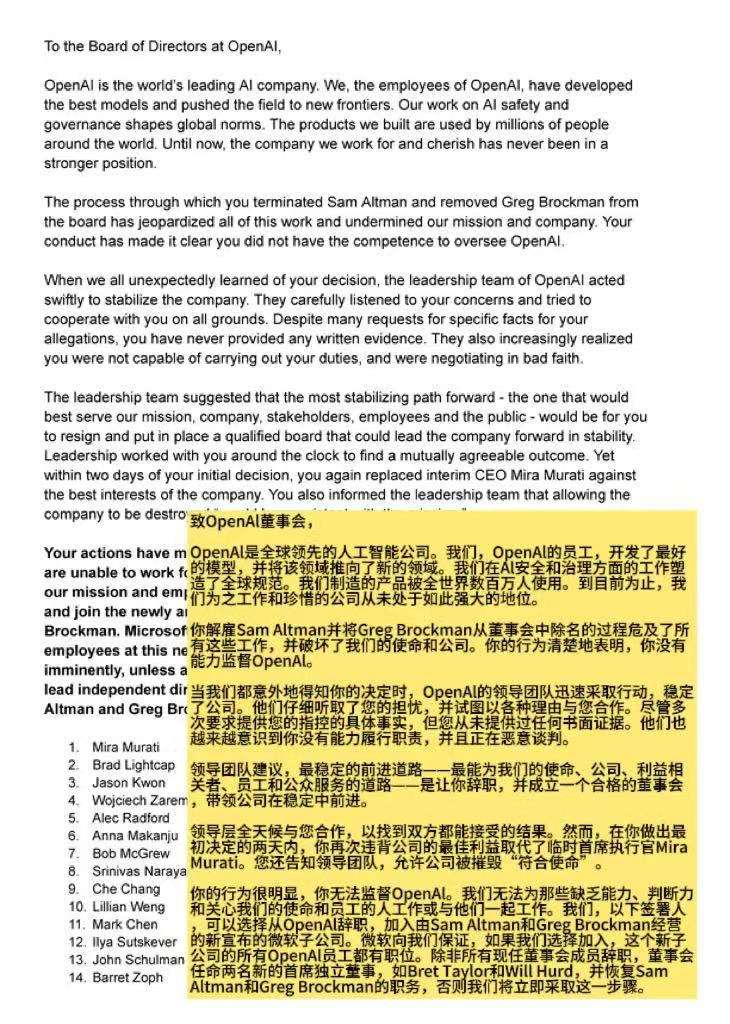 To the Board of Directors at OpenAI,
OpenAI is the world's leading AI company. We, the employees of OpenAI, have developed
the best models and pushed the field to new frontiers. Our work on AI safety and
governance shapes global norms. The products we built are used by millions of people
around the world. Until now, the company we work for and cherish has never been in a
stronger position.
The process through which you terminated Sam Altman and removed Greg Brockman from
the board has jeopardized all of this work and undermined our mission and company. Your
conduct has made it clear you did not have the competence to oversee OpenAI.
When we all unexpectedly learned of your decision, the leadership team of OpenAI acted
swiftly to stabilize the company. They carefully listened to your concerns and tried to
cooperate with you on all grounds. Despite many requests for specific facts for your
allegations, you have never provided any written evidence. They also increasingly realized
you were not capable of carrying out your duties, and were negotiating in bad faith.
The leadership team suggested that the most stabilizing path forward - the one that would
best serve our mission, company, stakeholders, employees and the public - would be for you
to resign and put in place a qualified board that could lead the company forward in stability.
Leadership worked with you around the clock to find a mutually agreeable outcome. Yet
within two days of your initial decision, you again replaced interim CEO Mira Murati against
the best interests of the company. You also informed the leadership team that allowing the
company to be destro
Your actions have m
are unable to work f
our mission and em
and join the newly a
Brockman. Microsof
employees at this ne
imminently, unless a
lead independent di
Altman and Greg Br
1. Mira Murati
2. Brad Lightcap
3. Jason Kwon
4. Wojciech Zarem
5. Alec Radford
6. Anna Makanju
7. Bob McGrew
8. Srinivas Naraya
9. Che Chang
10. Lillian Weng
11. Mark Chen
12. Ilya Sutskever
13. John Schulman
14. Barret Zoph
致OpenAI董事会，
OpenAI是全球领先的人工智能公司。我们，OpenAI的员工，开发了最好
的模型，并将该领域推向了新的领域。我们在AI安全和治理方面的工作塑
造了全球规范。我们制造的产品被全世界数百万人使用。到目前为止，我
们为之工作和珍惜的公司从未处于如此强大的地位。
你解雇Sam Altman并将Greg Brockman从董事会中除名的过程危及了所
有这些工作，并破坏了我们的使命和公司。你的行为清楚地表明，你没有
能力监督OpenAI。
当我们都意外地得知你的决定时，OpenAI的领导团队迅速采取行动，稳定
了公司。他们仔细听取了您的担忧，并试图以各种理由与您合作。尽管多
次要求提供您的指控的具体事实，但您从未提供过任何书面证据。他们也
越来越意识到你没有能力履行职责，并且正在恶意谈判。
领导团队建议，最稳定的前进道路——最能为我们的使命、公司、利益相
关者、员工和公众服务的道路——是让你辞职，并成立一个合格的董事会
，带领公司在稳定中前进。
领导层全天候与您合作，以找到双方都能接受的结果。然而，在你做出最
初决定的两天内，你再次违背公司的最佳利益取代了临时首席执行官Mira
Murati。您还告知领导团队，允许公司被摧毁“符合使命”。
你的行为很明显，你无法监督OpenAI。我们无法为那些缺乏能力、判断力
和关心我们的使命和员工的人工作或与他们一起工作。我们，以下签署人
，可以选择从OpenAI辞职，加入由Sam Altman和Greg Brockman经营
的新宣布的微软子公司。微软向我们保证，如果我们选择加入，这个新子
公司的所有OpenAI员工都有职位。除非所有现任董事会成员辞职，董事会
任命两名新的首席独立董事，如Bret Taylor和Will Hurd，并恢复Sam
Altman和Greg Brockman的职务，否则我们将立即采取这一步骤。